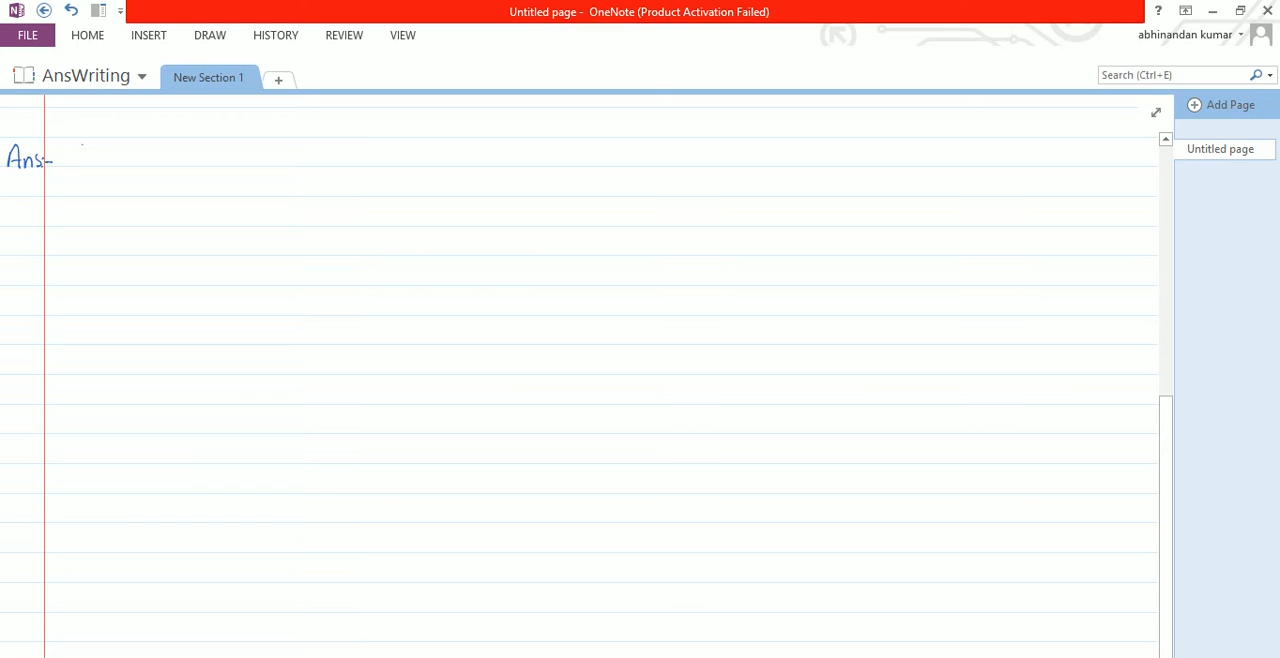 Untitled page - OneNote (Product Activation Failed)
?
FILE HOME INSERT DRAW HISTORY REVIEW VIEW
abhinandan kumar
AnsWriting
New Section 1
+
Search (Ctrl+E)
Add Page
Untitled page
Ans:-